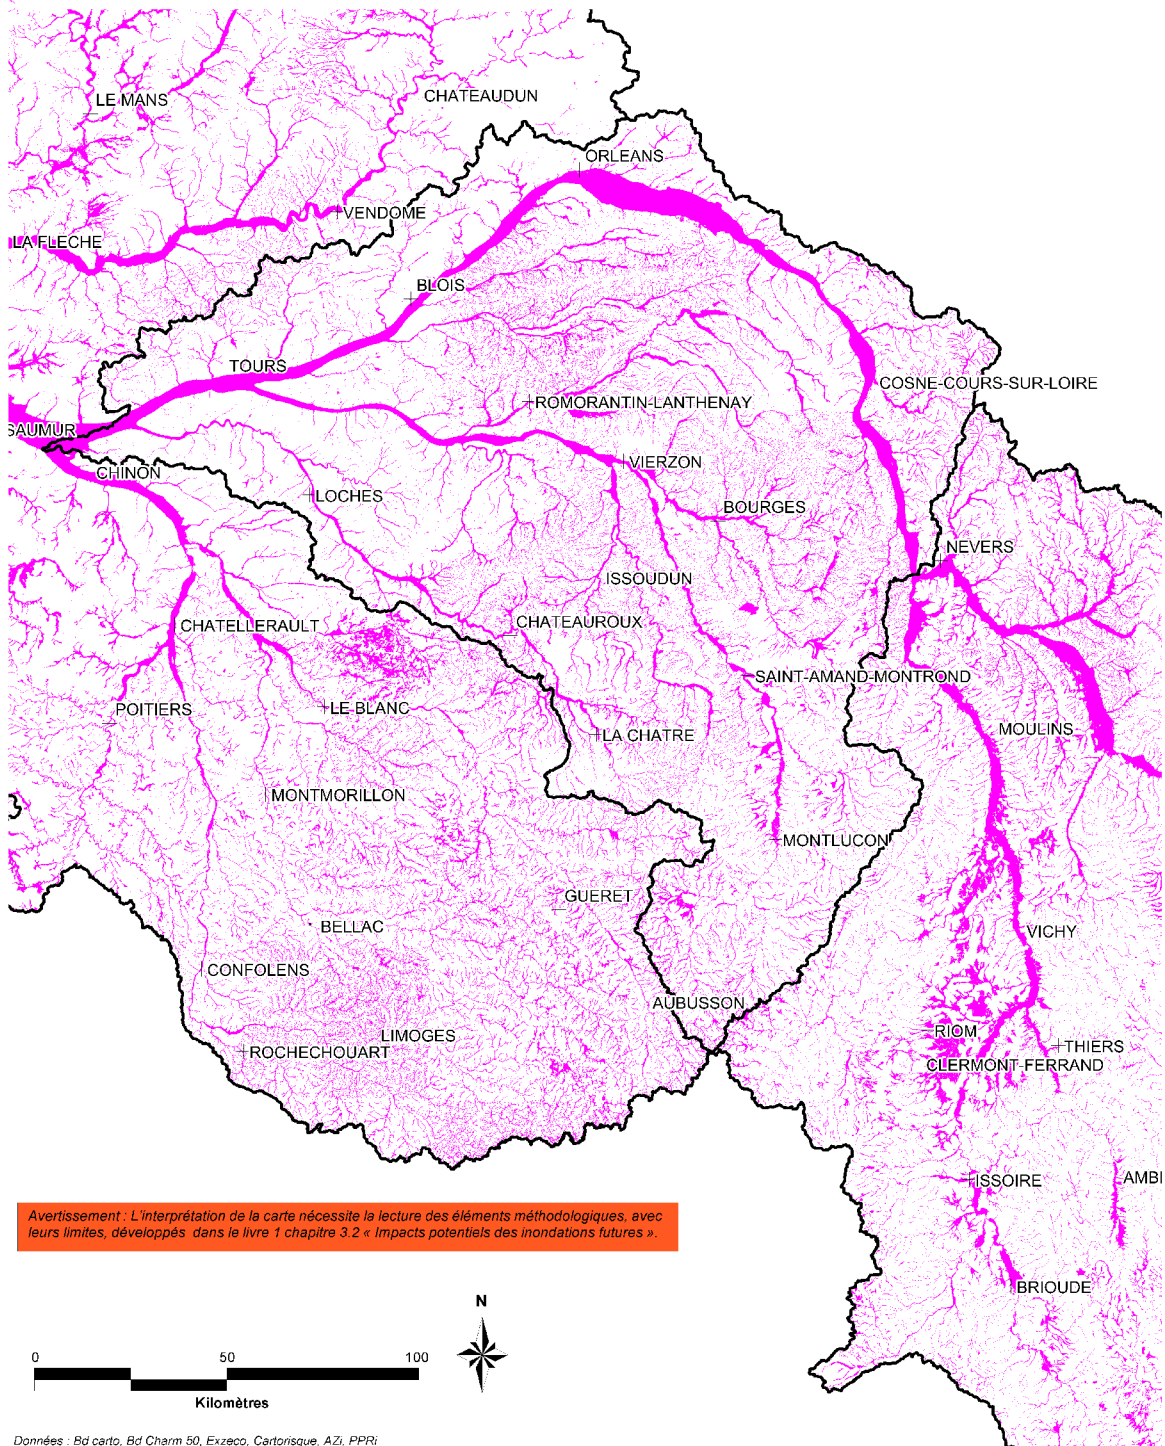 LE MANS
CHATEAUDUN
ORLEANS
VENDOME
LA FLECHE
BLOIS
TOURS
COSNE-COURS-SUR-LOIRE
ROMORANTIN-LANTHENAY
SAUMUR
CHINON
VIERZON
LOCHES
BOURGES
NEVERS
ISSOUDUN
CHATEAUROUX
CHATELLERAULT
SAINT-AMAND-MONTROND
LE BLANC
POITIERS
MOULINS
LA CHATRE
MONTMORILLON
MONTLUCON
GUERET
BELLAC
VICHY
CONFOLENS
AUBUSSON
RIOM
LIMOGES
THIERS
ROCHECHOUART
CLERMONT-FERRAND
ISSOIRE
AMBI
BRIOUDE
Avertissement : L'interprétation de la carte nécessite la lecture des éléments méthodologiques, avec
leurs limites, développés dans le livre 1 chapitre 3.2 « Impacts potentiels des inondations futures ».
N
0 50 100
Kilomètres
Données : Bd carto, Bd Charm 50, Exzeco, Cartorisque, AZi, PPRi